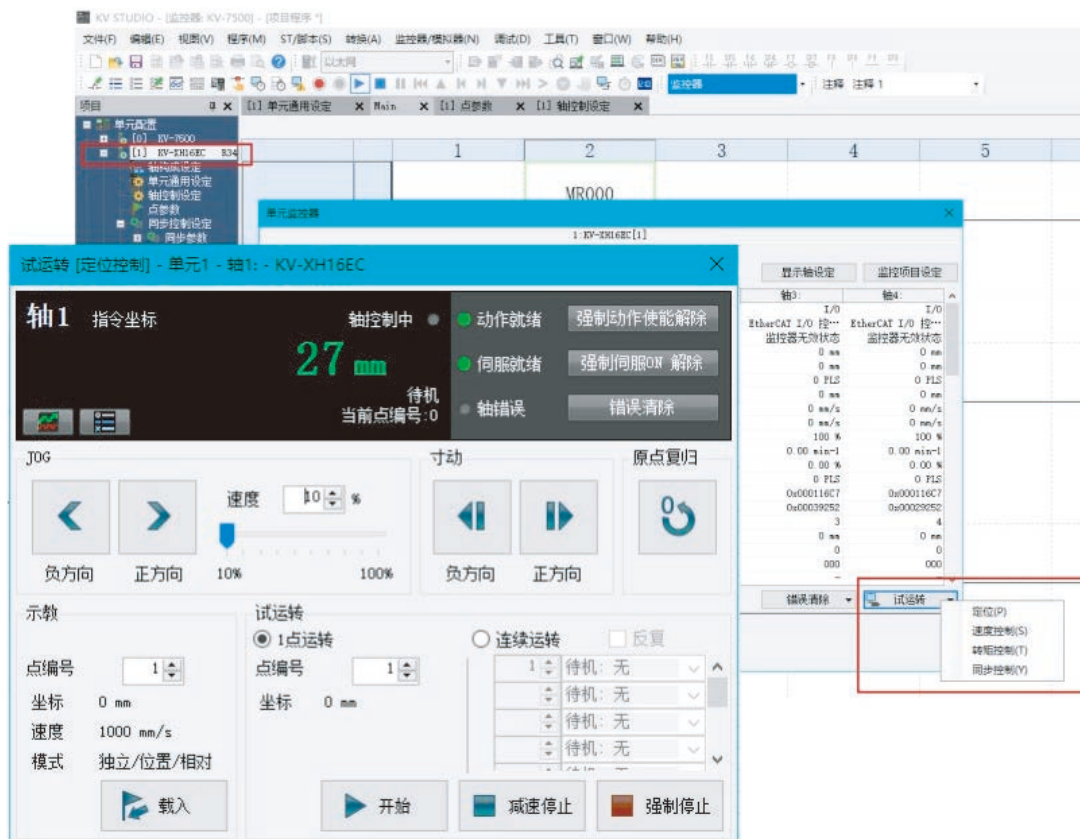 KV STUDIO - [监控器: KV-7500] - [项目程序 *]
文件(F) 编辑(E) 视图(V) 程序(M) ST/脚本(S) 转换(A) 监控器/模拟器(N) 调试(D) 工具(T) 窗口(W) 帮助(H)
以太网
监控器 注释 注释 1
项目 [1] 单元通用设定 Main [1] 点参数 [1] 轴控制设定
单元配置
[0] KV-7500
[1] KV-XH16EC R34
轴构成设定
单元通用设定
轴控制设定
点参数
同步控制设定
同步参数
1 2 3 4 5
MR000
单元监控器
1:KV-XH16EC[1]
显示轴设定 监控项目设定
轴3: 轴4:
I/O I/O
EtherCAT I/O 控… EtherCAT I/O 控…
监控器无效状态 监控器无效状态
0 mm 0 mm
0 mm 0 mm
0 PLS 0 PLS
0 mm 0 mm
0 mm/s 0 mm/s
0 mm/s 0 mm/s
100 % 100 %
0.00 min-1 0.00 min-1
0.00 % 0.00 %
0 PLS 0 PLS
0x000116C7 0x000116C7
0x00039252 0x00029252
3 4
0 mm 0 mm
0 0
000 000
错误清除 试运转
定位(P)
速度控制(S)
转矩控制(T)
同步控制(Y)
试运转 [定位控制] - 单元1 - 轴1: - KV-XH16EC
轴1 指令坐标 轴控制中 动作就绪 强制动作使能解除
27 mm 伺服就绪 强制伺服ON 解除
待机
当前点编号:0 轴错误 错误清除
JOG 寸动 原点复归
速度 10 %
负方向 正方向 10% 100% 负方向 正方向
示教 试运转
1点运转 连续运转 反复
点编号 1 点编号 1 1 待机: 无
坐标 0 mm 坐标 0 mm 待机: 无
速度 1000 mm/s 待机: 无
模式 独立/位置/相对 待机: 无
载入 开始 减速停止 强制停止